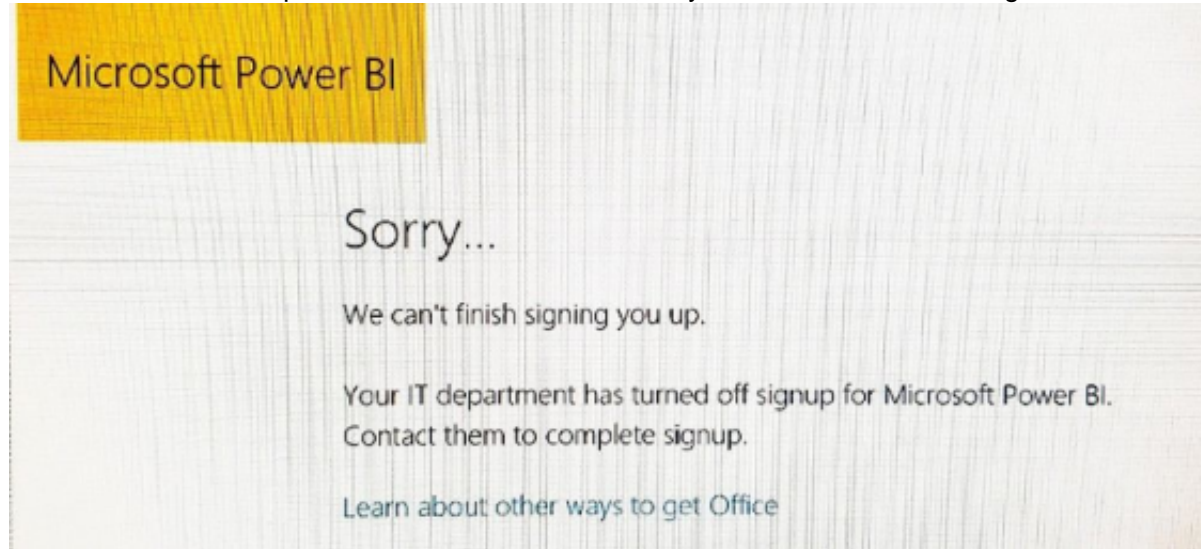 Microsoft Power BI
Sorry...
We can't finish signing you up.
Your IT department has turned off signup for Microsoft Power BI.
Contact them to complete signup.
Learn about other ways to get Office